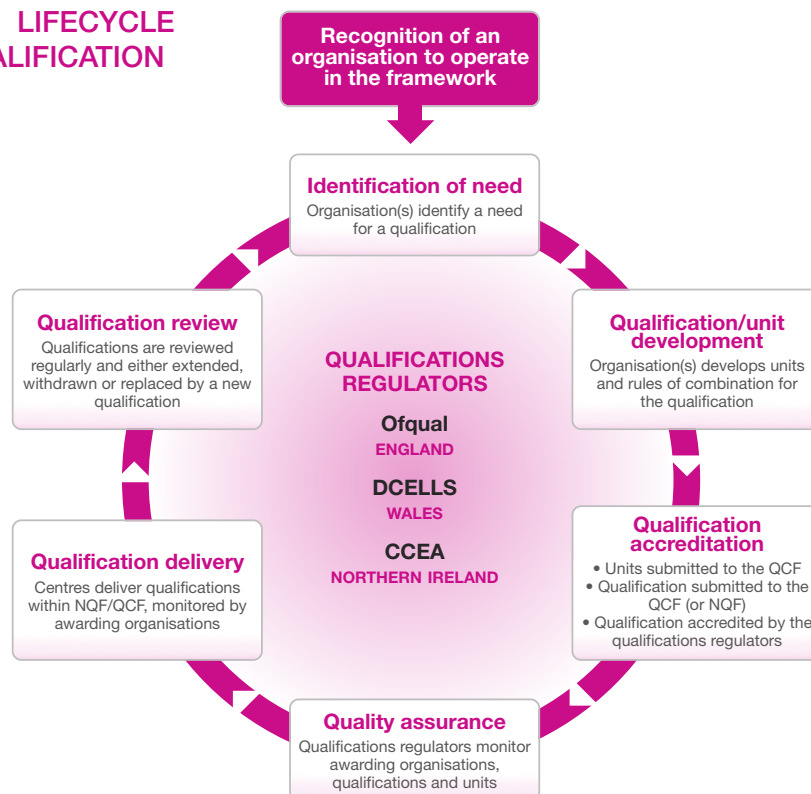 LIFECYCLE
ALIFICATION
Recognition of an
organisation to operate
in the framework
Identification of need
Organisation(s) identify a need
for a qualification
Qualification review
Qualifications are reviewed
regularly and either extended,
withdrawn or replaced by a new
qualification
Qualification/unit
development
Organisation(s) develops units
and rules of combination for
the qualification
QUALIFICATIONS
REGULATORS
Ofqual
ENGLAND
DCELLS
WALES
CCEA
NORTHERN IRELAND
Qualification delivery
Centres deliver qualifications
within NQF/QCF, monitored by
awarding organisations
Qualification
accreditation
• Units submitted to the QCF
• Qualification submitted to the
QCF (or NQF)
• Qualification accredited by the
qualifications regulators
Quality assurance
Qualifications regulators monitor
awarding organisations,
qualifications and units